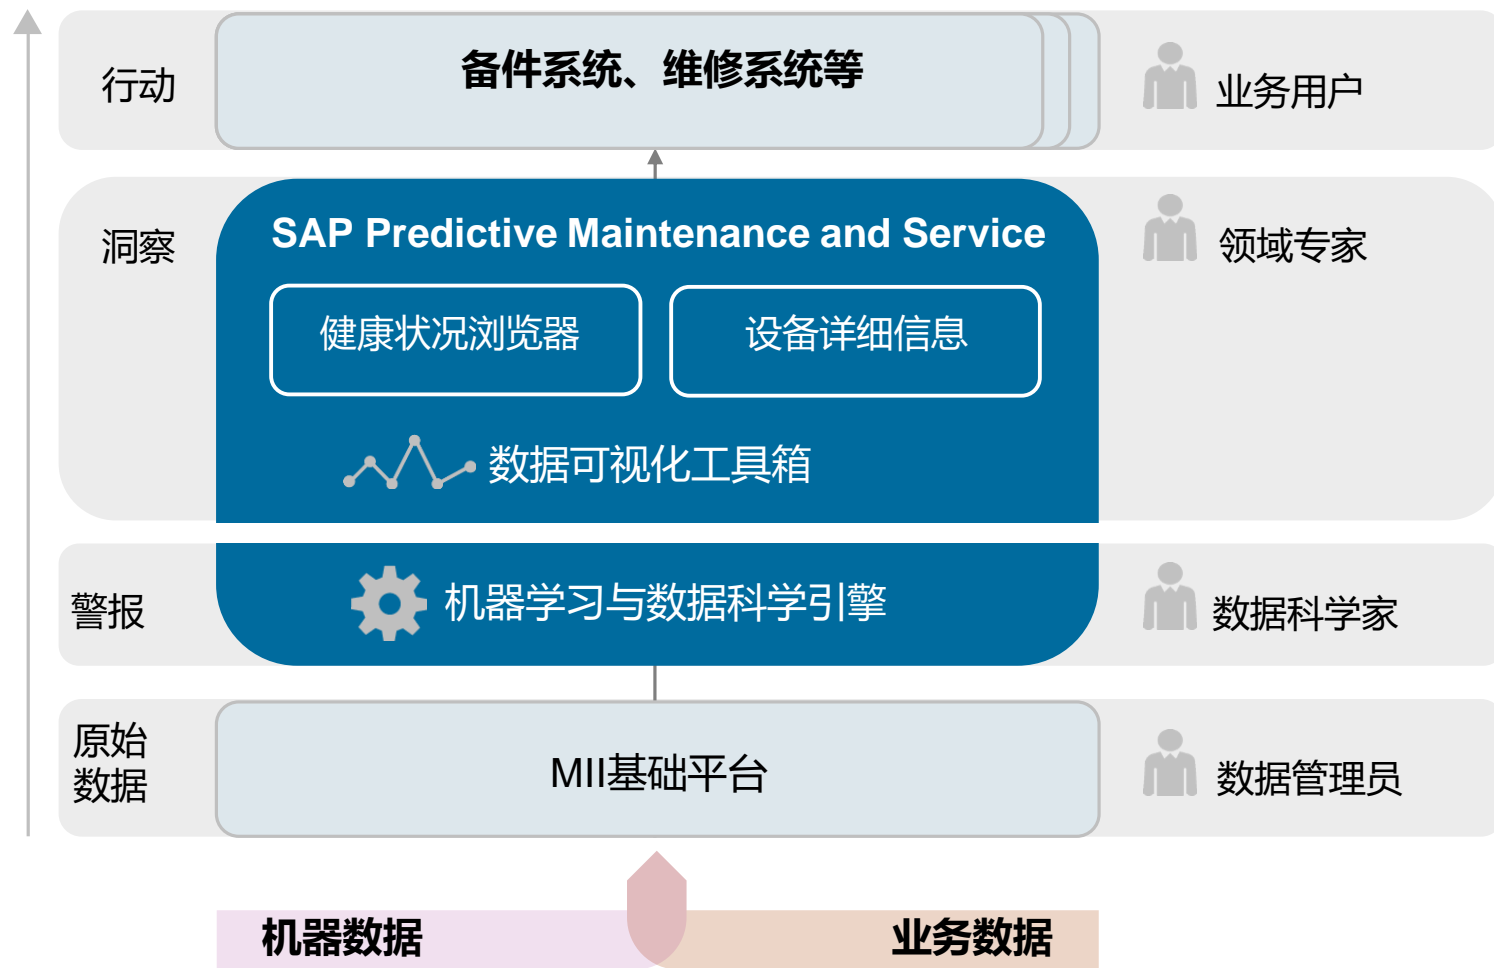 行动
备件系统、维修系统等
业务用户
洞察
SAP Predictive Maintenance and Service
领域专家
健康状况浏览器
设备详细信息
数据可视化工具箱
警报
机器学习与数据科学引擎
数据科学家
原始
数据
MII基础平台
数据管理员
机器数据
业务数据